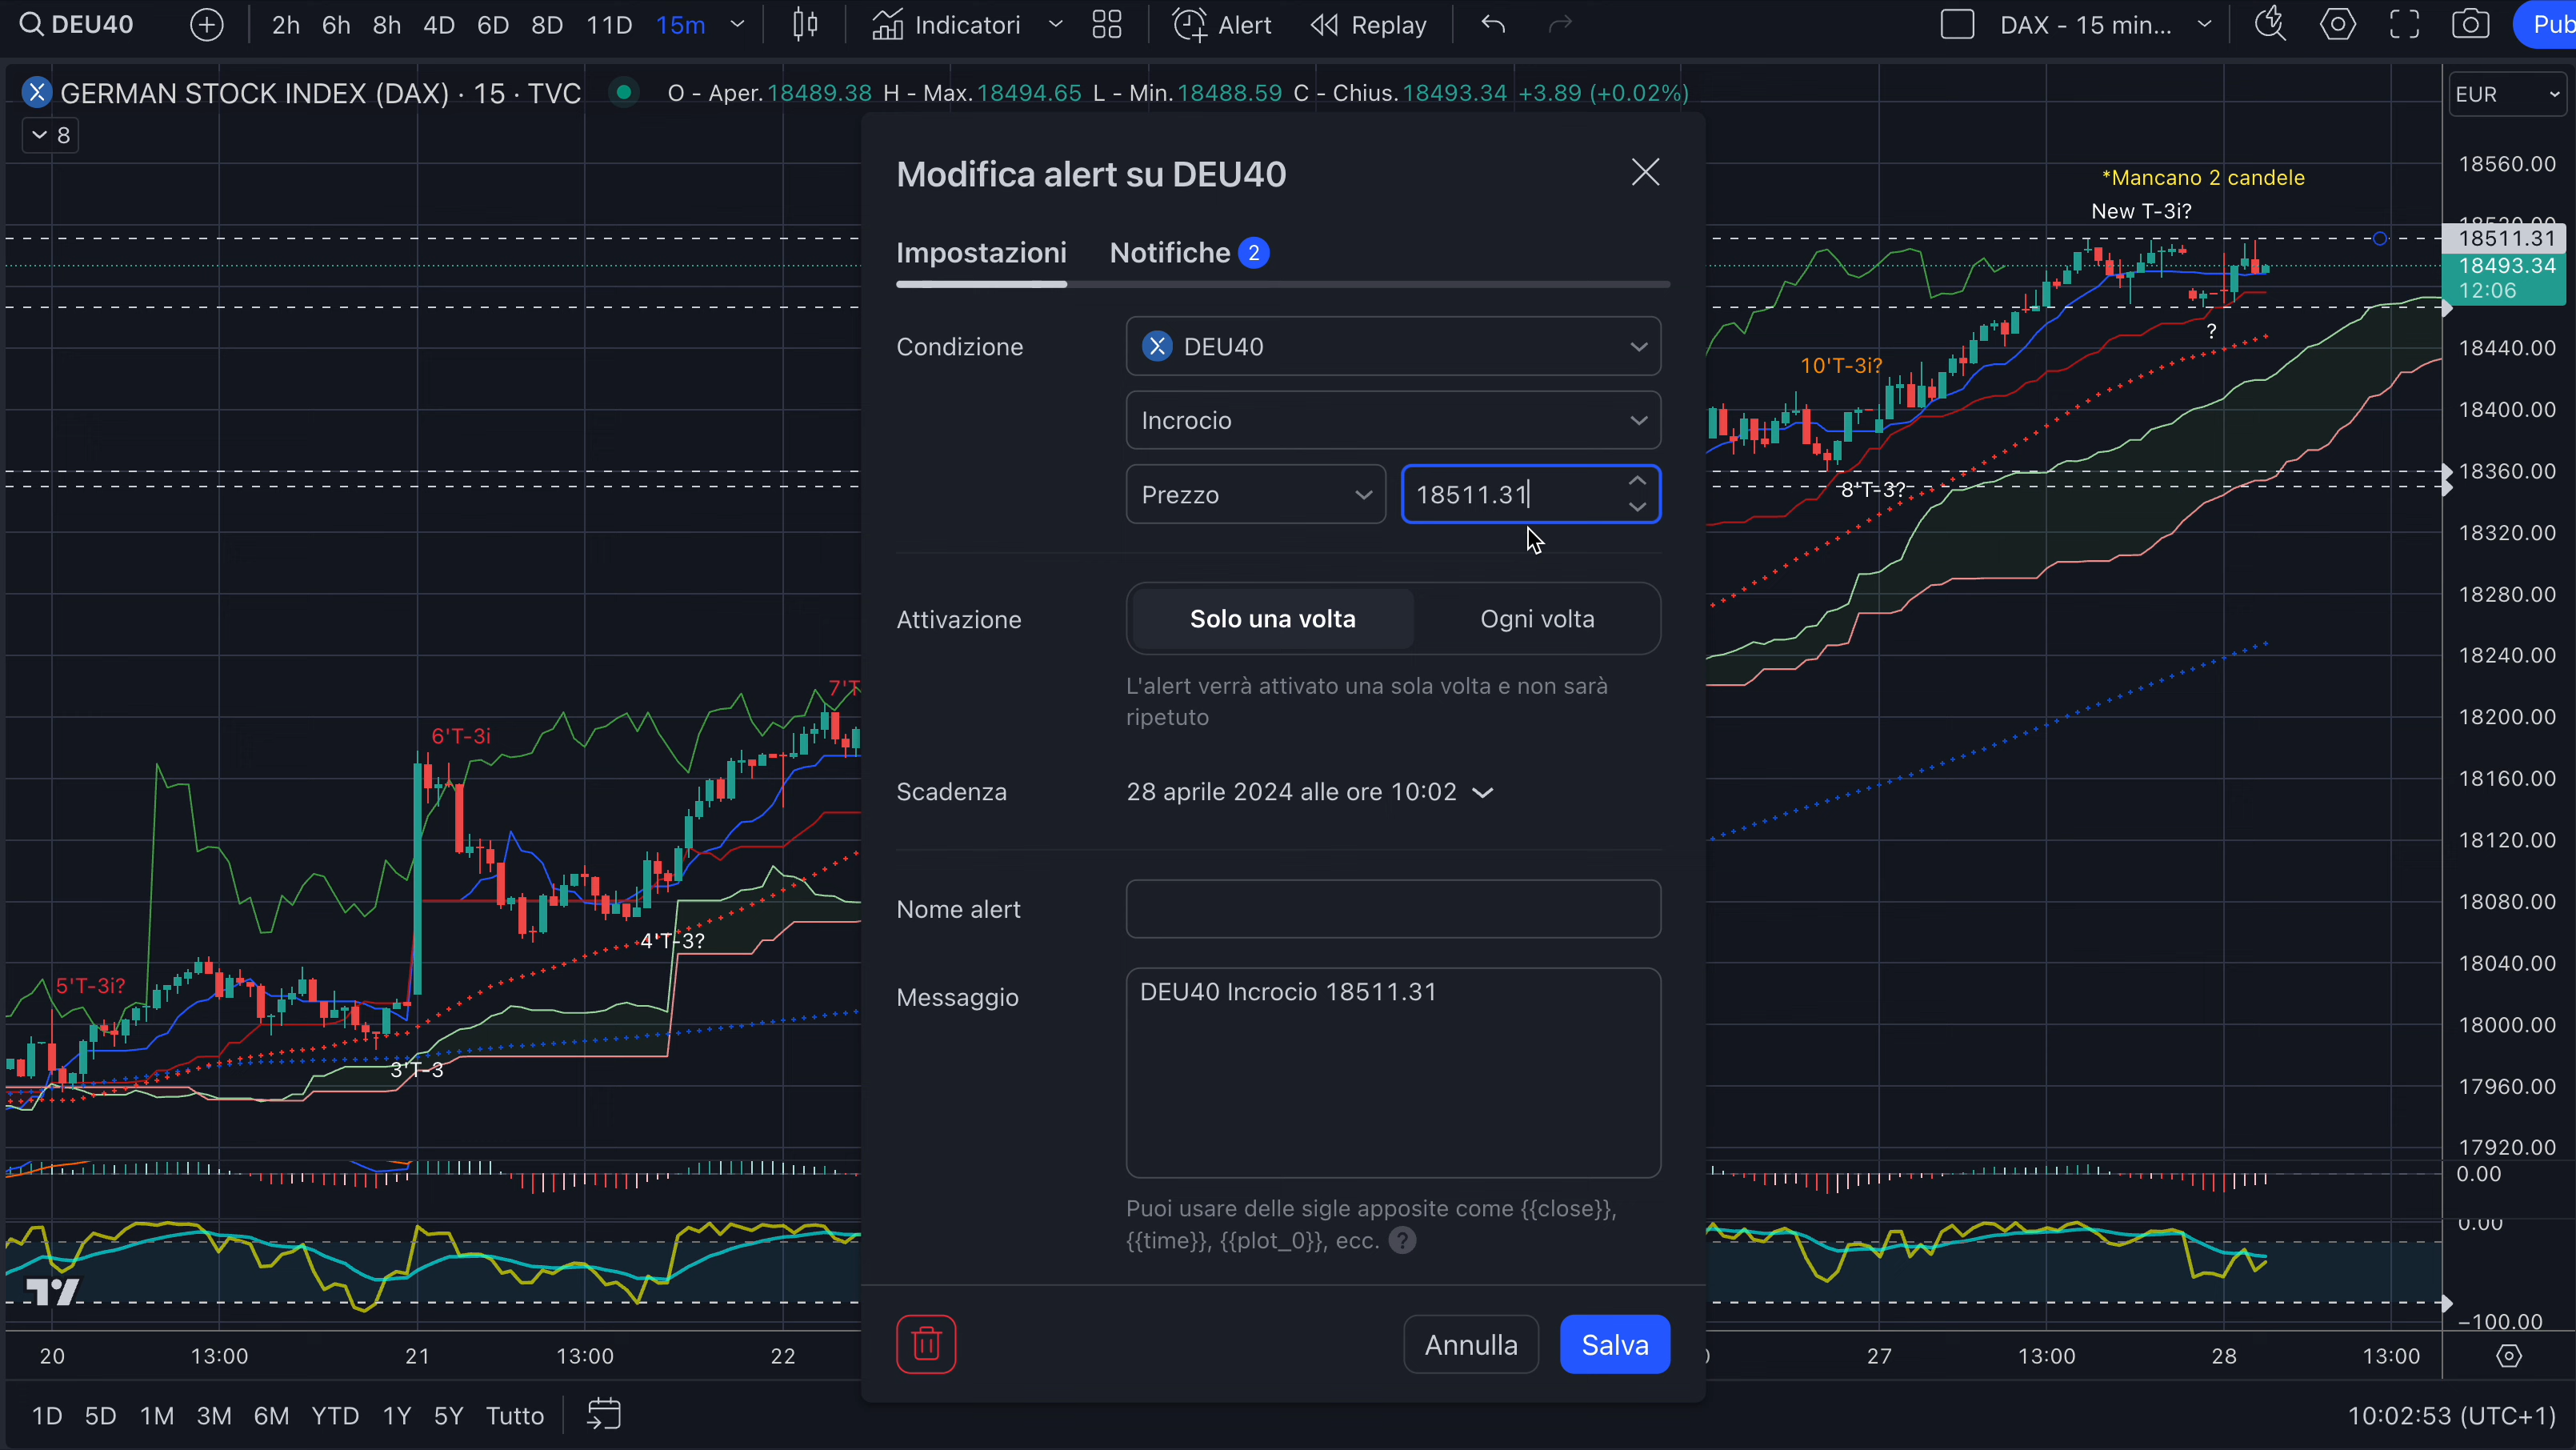 DEU40 2h 6h 8h 4D 6D 8D 11D 15m Indicatori Alert Replay DAX - 15 min...
GERMAN STOCK INDEX (DAX) · 15 · TVC O - Aper.18489.38 H - Max.18494.65 L - Min.18488.59 C - Chius.18493.34 +3.89 (+0.02%)
EUR
8
Modifica alert su DEU40
Impostazioni Notifiche 2
Condizione DEU40
Incrocio
Prezzo 18511.31
Attivazione Solo una volta Ogni volta
L'alert verrà attivato una sola volta e non sarà
ripetuto
Scadenza 28 aprile 2024 alle ore 10:02
Nome alert
Messaggio DEU40 Incrocio 18511.31
Puoi usare delle sigle apposite come {{close}},
{{time}}, {{plot_0}}, ecc. ?
Annulla Salva
5'T-3i?
6'T-3i
3'T-3
4'T-3?
7'T
*Mancano 2 candele
New T-3i?
?
10'T-3i?
8'T-3?
18560.00
18511.31
18493.34
12:06
18440.00
18400.00
18360.00
18320.00
18280.00
18240.00
18200.00
18160.00
18120.00
18080.00
18040.00
18000.00
17960.00
17920.00
0.00
0.00
−100.00
20 13:00 21 13:00 22 27 13:00 28 13:00
1D 5D 1M 3M 6M YTD 1Y 5Y Tutto 10:02:53 (UTC+1)